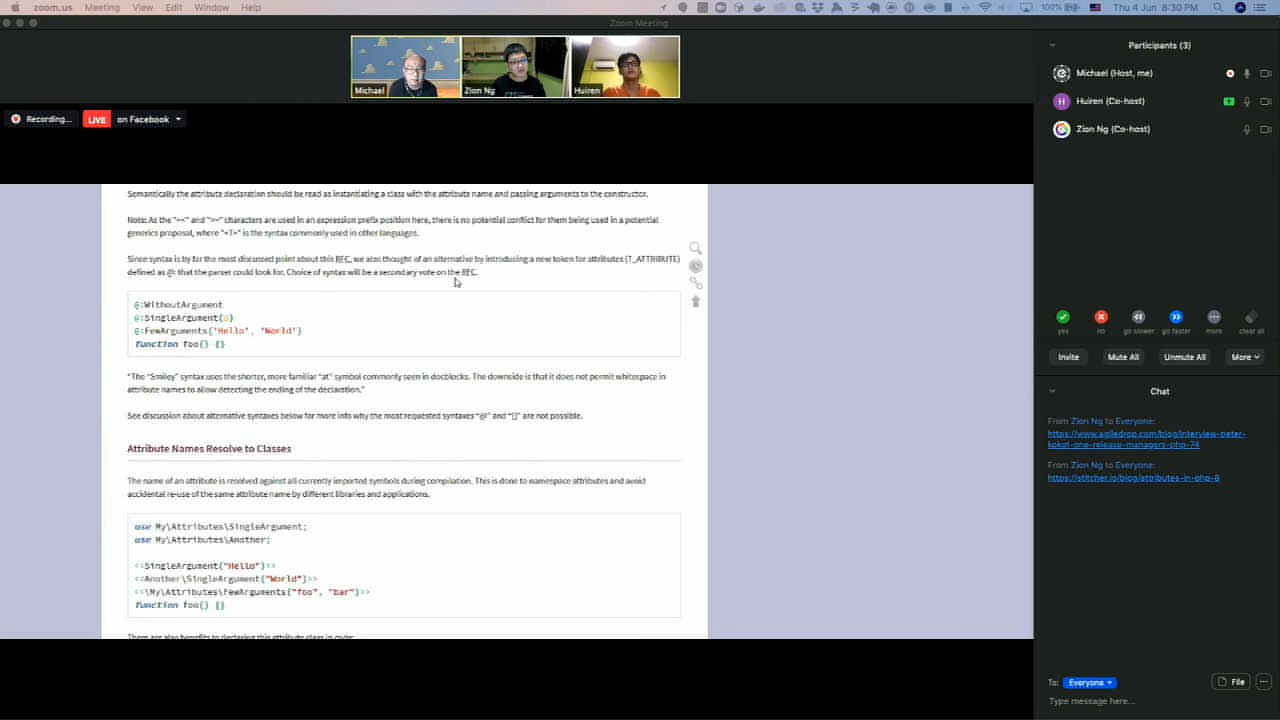 zoom.us Meeting View Edit Window Help
100% Thu 4 Jun 8:30 PM
Zoom Meeting
Michael
Zion Ng
Huiren
Recording...
LIVE on Facebook
Semantically the attribute declaration should be read as instantiating a class with the attribute name and passing arguments to the constructor.
Note: As the "<<" and ">>" characters are used in an expression prefix position here, there is no potential conflict for them being used in a potential
generics proposal, where "<T>" is the syntax commonly used in other languages.
Since syntax is by far the most discussed point about this RFC, we also thought of an alternative by introducing a new token for attributes (T_ATTRIBUTE)
defined as @: that the parser could look for. Choice of syntax will be a secondary vote on the RFC.
@:WithoutArgument
@:SingleArgument(0)
@:FewArguments('Hello', 'World')
function foo() {}
"The "Smiley" syntax uses the shorter, more familiar "at" symbol commonly seen in docblocks. The downside is that it does not permit whitespace in
attribute names to allow detecting the ending of the declaration."
See discussion about alternative syntaxes below for more info why the most requested syntaxes "@" and "[]" are not possible.
Attribute Names Resolve to Classes
The name of an attribute is resolved against all currently imported symbols during compilation. This is done to namespace attributes and avoid
accidental re-use of the same attribute name by different libraries and applications.
use My\Attributes\SingleArgument;
use My\Attributes\Another;
<<SingleArgument("Hello")>>
<<Another\SingleArgument("World")>>
<<\My\Attributes\FewArguments("foo", "bar")>>
function foo() {}
There are also benefits to declaring this attribute class in code:
Participants (3)
Michael (Host, me)
H Huiren (Co-host)
Zion Ng (Co-host)
yes no go slower go faster more clear all
Invite Mute All Unmute All More
Chat
From Zion Ng to Everyone:
https://www.agiledrop.com/blog/interview-peter-
kokot-one-release-managers-php-74
From Zion Ng to Everyone:
https://stitcher.io/blog/attributes-in-php-8
To: Everyone File
Type message here...